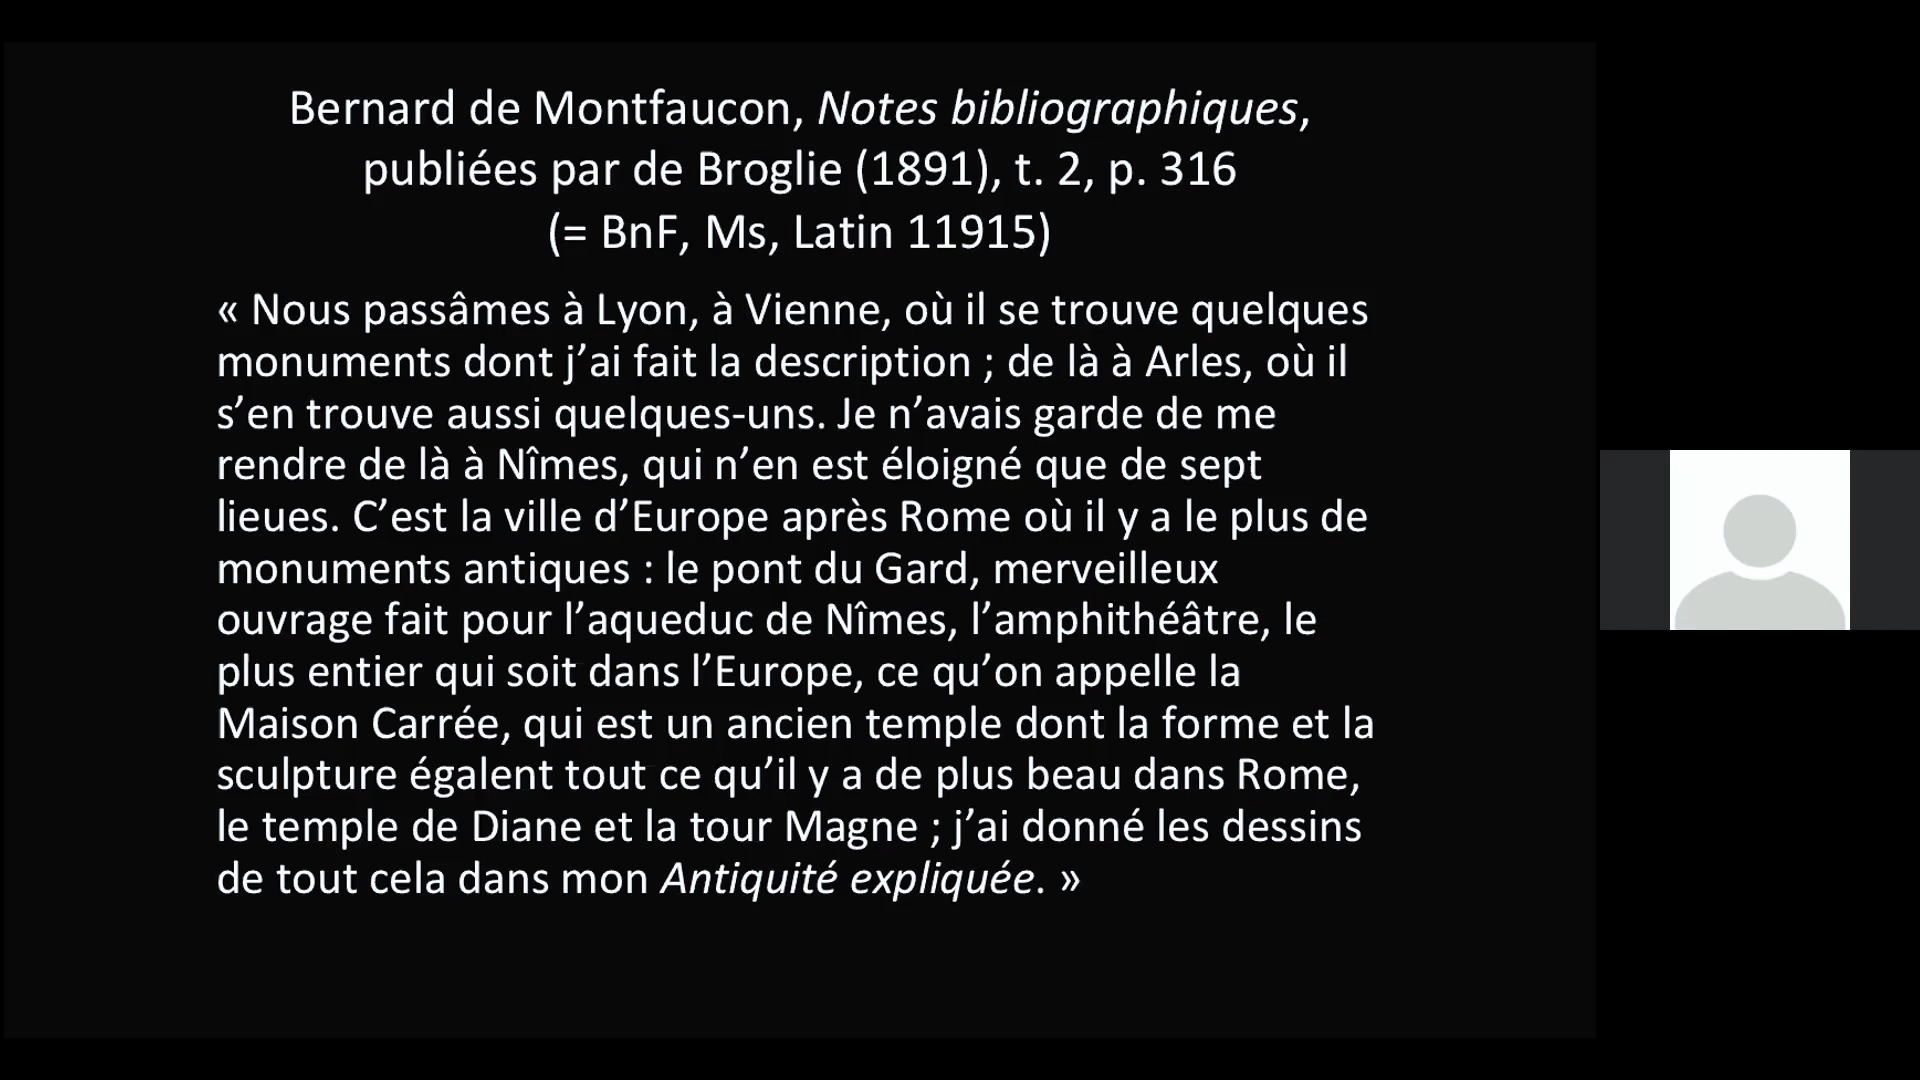 Bernard de Montfaucon, Notes bibliographiques,
publiées par de Broglie (1891), t. 2, p. 316
(= BnF, Ms, Latin 11915)
« Nous passâmes à Lyon, à Vienne, où il se trouve quelques
monuments dont j’ai fait la description ; de là à Arles, où il
s’en trouve aussi quelques-uns. Je n’avais garde de me
rendre de là à Nîmes, qui n’en est éloigné que de sept
lieues. C’est la ville d’Europe après Rome où il y a le plus de
monuments antiques : le pont du Gard, merveilleux
ouvrage fait pour l’aqueduc de Nîmes, l’amphithéâtre, le
plus entier qui soit dans l’Europe, ce qu’on appelle la
Maison Carrée, qui est un ancien temple dont la forme et la
sculpture égalent tout ce qu’il y a de plus beau dans Rome,
le temple de Diane et la tour Magne ; j’ai donné les dessins
de tout cela dans mon Antiquité expliquée. »